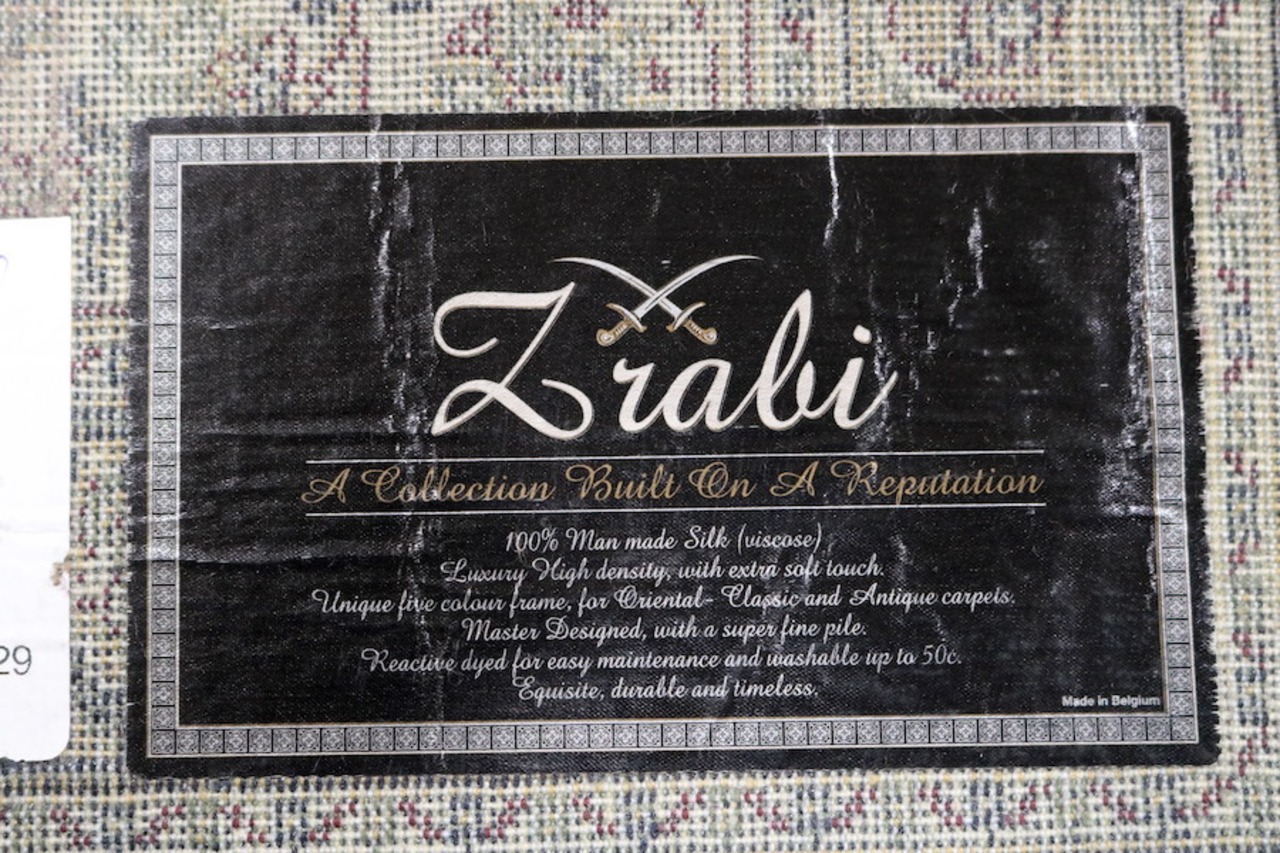 Zrabi
A Collection Built On A Reputation
100% Man made Silk (viscose)
Luxury High density, with extra soft touch.
Unique five colour frame, for Oriental- Classic and Antique carpets.
Master Designed, with a super fine pile.
Reactive dyed for easy maintenance and washable up to 50c.
Equisite, durable and timeless.
Made in Belgium
29